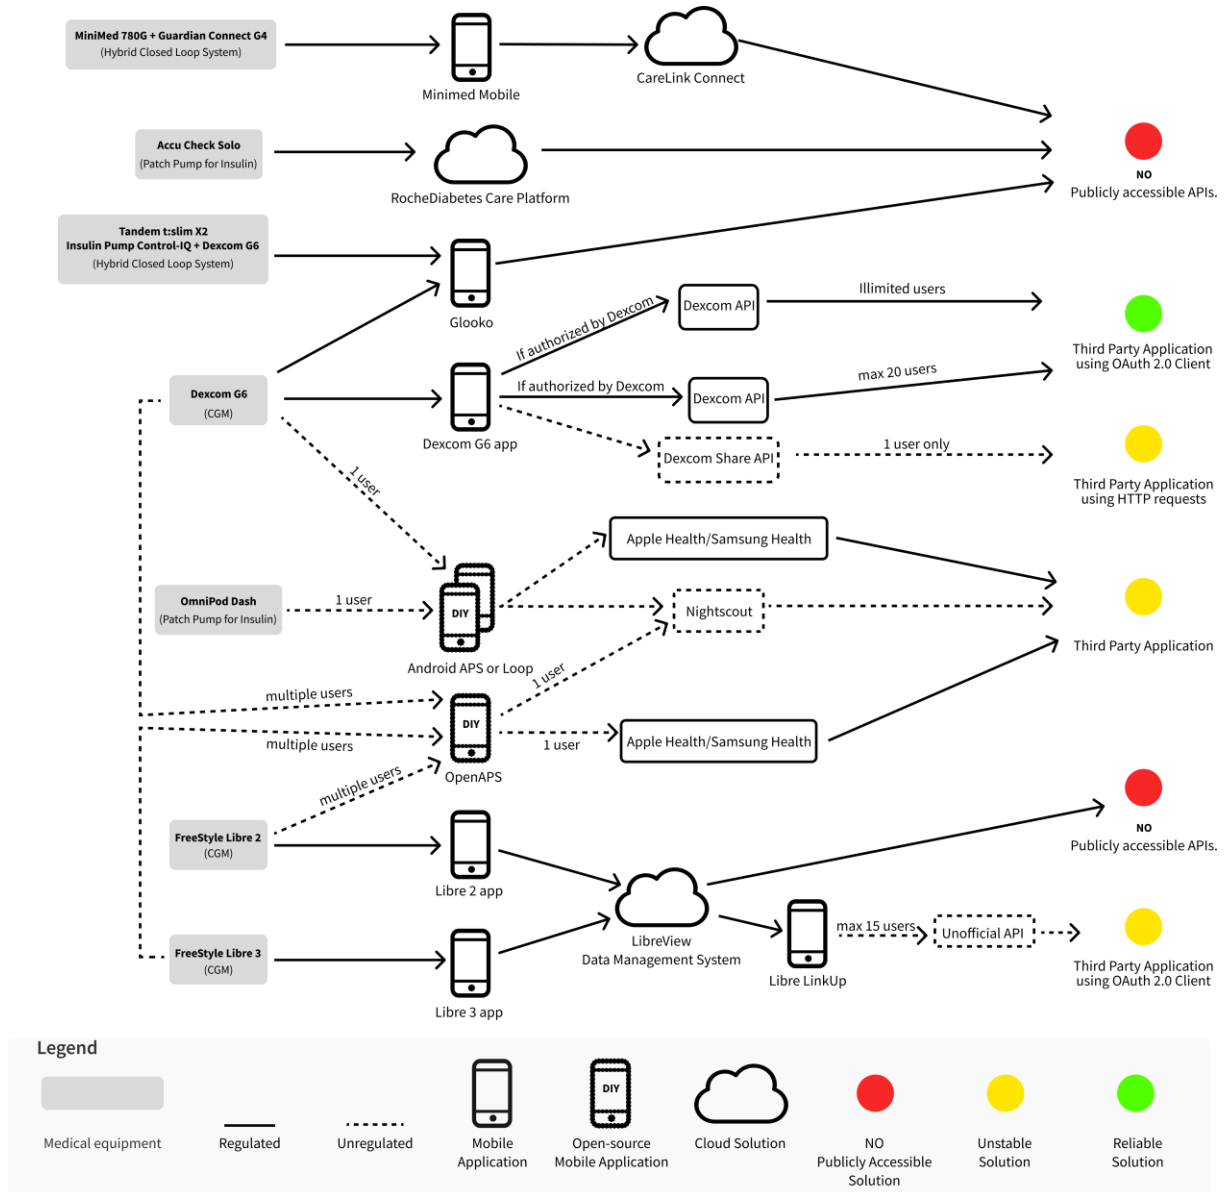 MiniMed 780G + Guardian Connect G4
(Hybrid Closed Loop System)
Minimed Mobile
CareLink Connect
Accu Check Solo
(Patch Pump for Insulin)
RocheDiabetes Care Platform
NO
Publicly accessible APIs.
Tandem t:slim X2
Insulin Pump Control-IQ + Dexcom G6
(Hybrid Closed Loop System)
Glooko
If authorized by Dexcom
Dexcom API
Illimited users
Third Party Application
using OAuth 2.0 Client
Dexcom G6
(CGM)
Dexcom G6 app
If authorized by Dexcom
Dexcom API
max 20 users
Dexcom Share API
1 user only
Third Party Application
using HTTP requests
1 user
Apple Health/Samsung Health
OmniPod Dash
(Patch Pump for Insulin)
1 user
DIY
Android APS or Loop
Nightscout
Third Party Application
multiple users
multiple users
multiple users
DIY
OpenAPS
1 user
1 user
Apple Health/Samsung Health
NO
Publicly accessible APIs.
FreeStyle Libre 2
(CGM)
Libre 2 app
LibreView
Data Management System
FreeStyle Libre 3
(CGM)
Libre 3 app
Libre LinkUp
max 15 users
Unofficial API
Third Party Application
using OAuth 2.0 Client
Legend
Medical equipment
Regulated
Unregulated
Mobile
Application
DIY
Open-source
Mobile Application
Cloud Solution
NO
Publicly Accessible
Solution
Unstable
Solution
Reliable
Solution